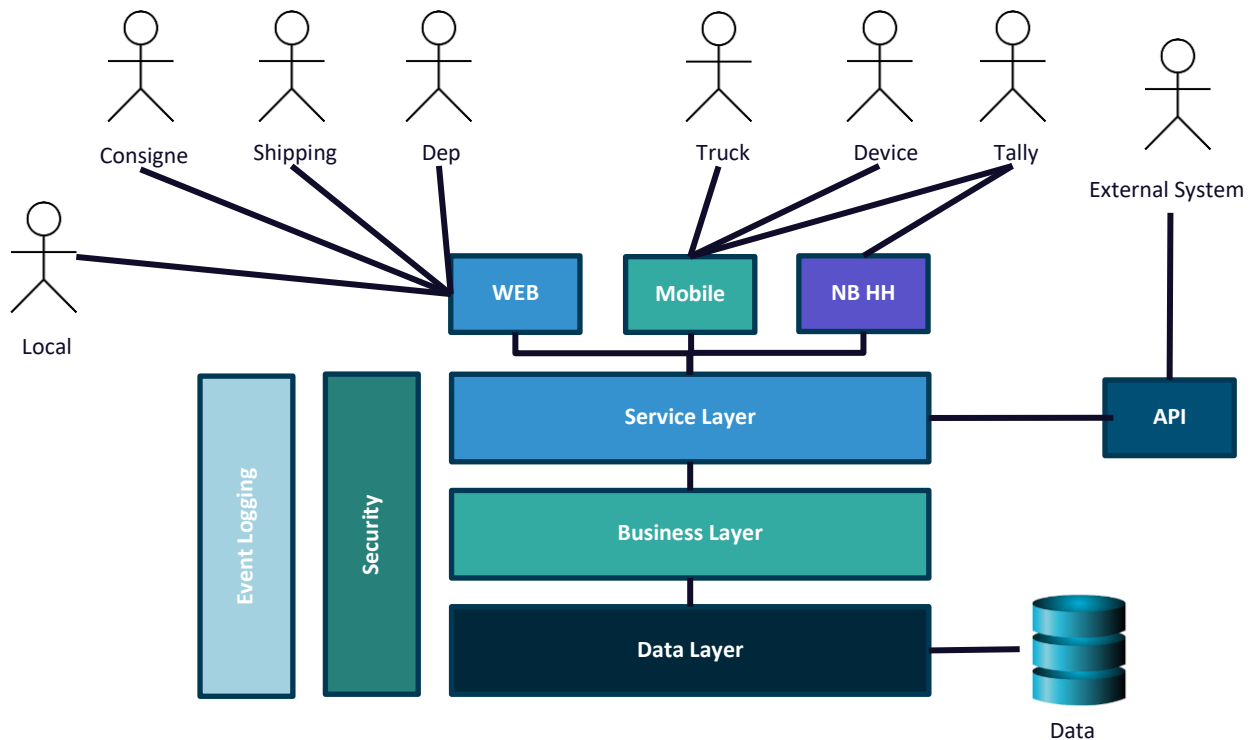 Consigne
Shipping
Dep
Truck
Device
Tally
External System
Local
WEB
Mobile
NB HH
Service Layer
API
Event Logging
Security
Business Layer
Data Layer
Data